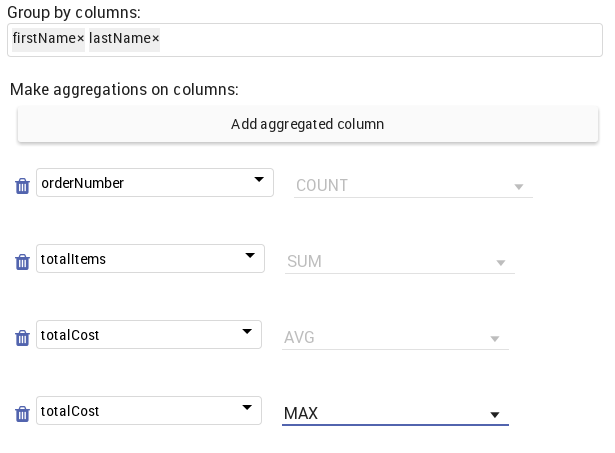 Group by columns:
firstName× lastName×
Make aggregations on columns:
Add aggregated column
orderNumber COUNT
totalItems SUM
totalCost AVG
totalCost MAX